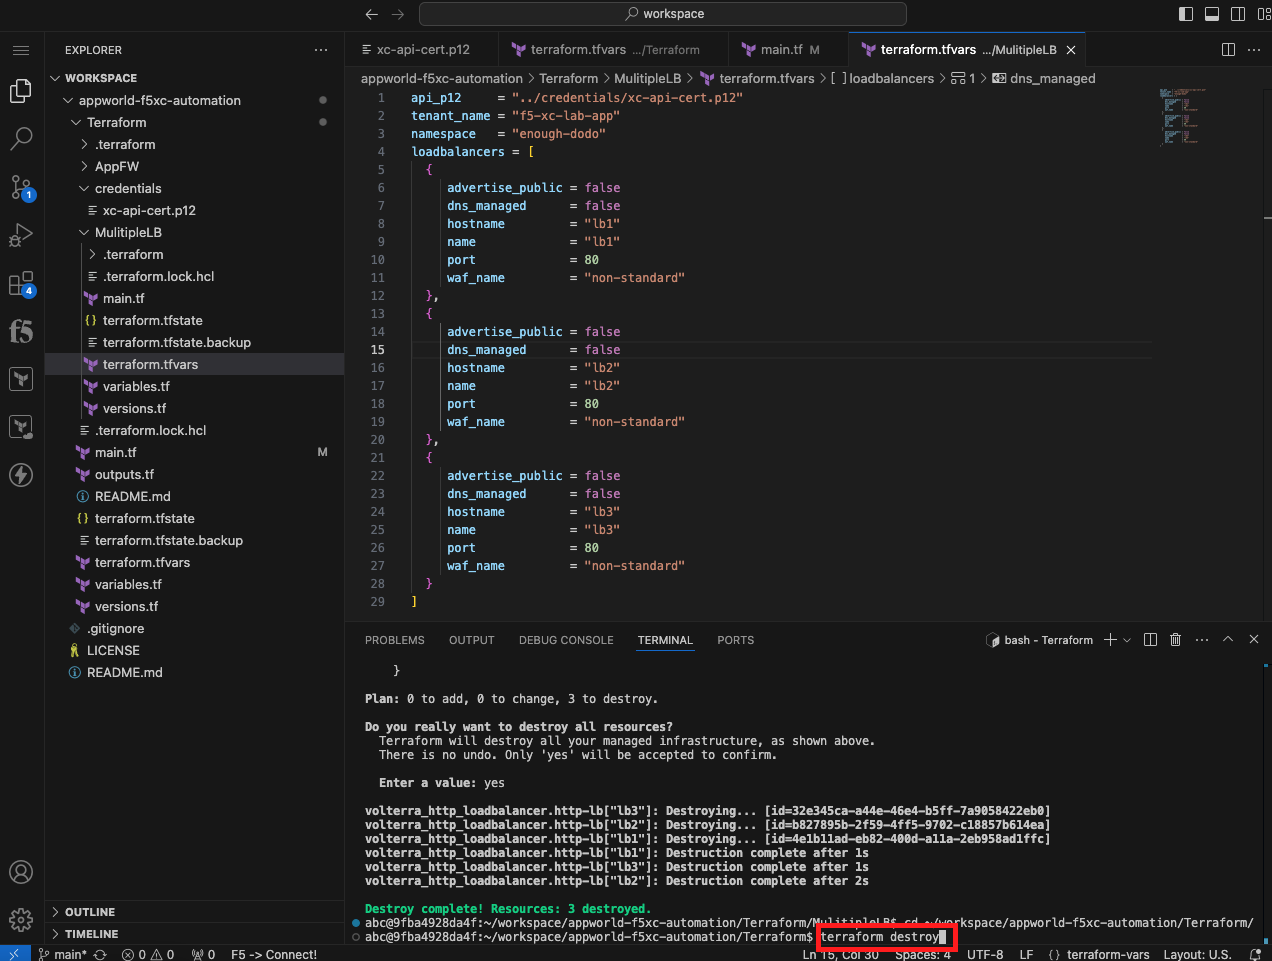 workspace
EXPLORER
WORKSPACE
appworld-f5xc-automation
Terraform
.terraform
AppFW
credentials
xc-api-cert.p12
MulitipleLB
.terraform
.terraform.lock.hcl
main.tf
terraform.tfstate
terraform.tfstate.backup
terraform.tfvars
variables.tf
versions.tf
.terraform.lock.hcl
main.tf M
outputs.tf
README.md
terraform.tfstate
terraform.tfstate.backup
terraform.tfvars
variables.tf
versions.tf
.gitignore
LICENSE
README.md
OUTLINE
TIMELINE
1
4
f5
xc-api-cert.p12 terraform.tfvars .../Terraform main.tf M terraform.tfvars .../MulitipleLB
appworld-f5xc-automation > Terraform > MulitipleLB > terraform.tfvars > [ ] loadbalancers > 1 > dns_managed
1 api_p12 = "../credentials/xc-api-cert.p12"
2 tenant_name = "f5-xc-lab-app"
3 namespace = "enough-dodo"
4 loadbalancers = [
5 {
6 advertise_public = false
7 dns_managed = false
8 hostname = "lb1"
9 name = "lb1"
10 port = 80
11 waf_name = "non-standard"
12 },
13 {
14 advertise_public = false
15 dns_managed = false
16 hostname = "lb2"
17 name = "lb2"
18 port = 80
19 waf_name = "non-standard"
20 },
21 {
22 advertise_public = false
23 dns_managed = false
24 hostname = "lb3"
25 name = "lb3"
26 port = 80
27 waf_name = "non-standard"
28 }
29 ]
PROBLEMS OUTPUT DEBUG CONSOLE TERMINAL PORTS bash - Terraform
}
Plan: 0 to add, 0 to change, 3 to destroy.
Do you really want to destroy all resources?
Terraform will destroy all your managed infrastructure, as shown above.
There is no undo. Only 'yes' will be accepted to confirm.
Enter a value: yes
volterra_http_loadbalancer.http-lb["lb3"]: Destroying... [id=32e345ca-a44e-46e4-b5ff-7a9058422eb0]
volterra_http_loadbalancer.http-lb["lb2"]: Destroying... [id=b827895b-2f59-4ff5-9702-c18857b614ea]
volterra_http_loadbalancer.http-lb["lb1"]: Destroying... [id=4e1b11ad-eb82-400d-a11a-2eb958ad1ffc]
volterra_http_loadbalancer.http-lb["lb1"]: Destruction complete after 1s
volterra_http_loadbalancer.http-lb["lb3"]: Destruction complete after 1s
volterra_http_loadbalancer.http-lb["lb2"]: Destruction complete after 2s
Destroy complete! Resources: 3 destroyed.
abc@9fba4928da4f:~/workspace/appworld-f5xc-automation/Terraform/MulitipleLB$ cd ~/workspace/appworld-f5xc-automation/Terraform/
abc@9fba4928da4f:~/workspace/appworld-f5xc-automation/Terraform$ terraform destroy
main* 0 0 0 F5 -> Connect! Ln 15, Col 30 Spaces: 4 UTF-8 LF {} terraform-vars Layout: U.S.